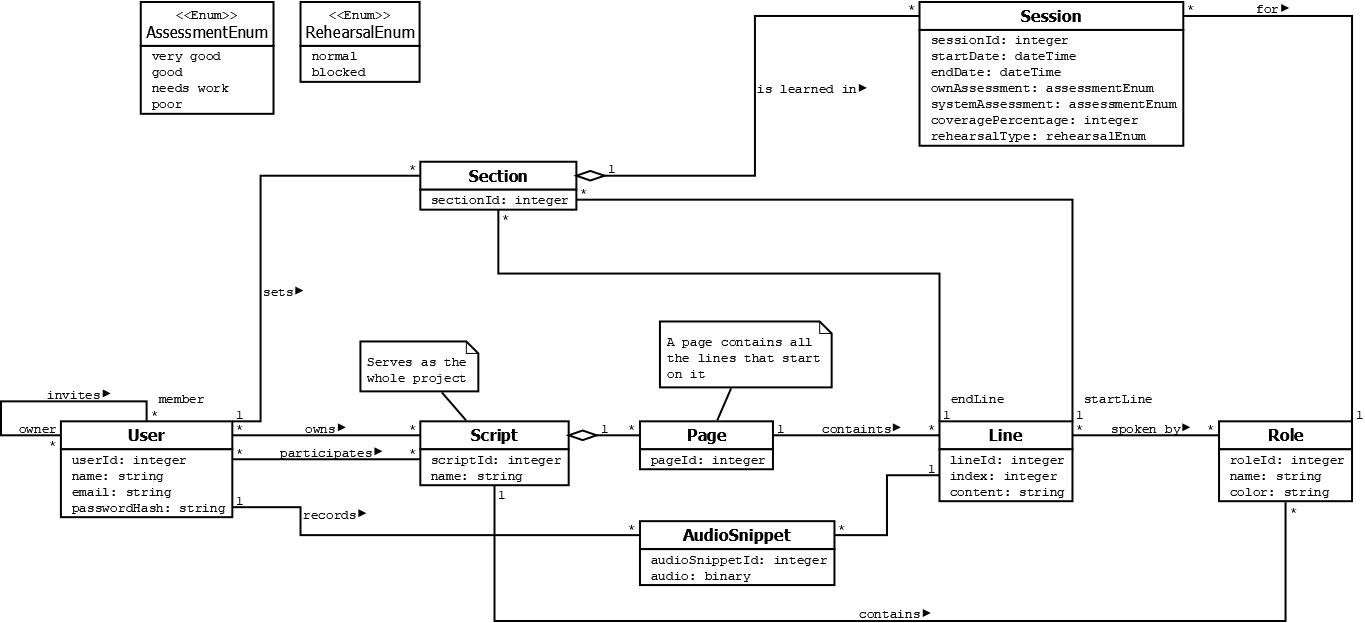 <<Enum>>
AssessmentEnum
very good
good
needs work
poor
<<Enum>>
RehearsalEnum
normal
blocked
* Session * for▶
sessionId: integer
startDate: dateTime
endDate: dateTime
ownAssessment: assessmentEnum
systemAssessment: assessmentEnum
coveragePercentage: integer
rehearsalType: rehearsalEnum
is learned in▶
* Section 1
sectionId: integer
*
*
sets▶
Serves as the
whole project
A page contains all
the lines that start
on it
invites▶
member
*
owner
*
endLine
startLine
1
1
1
1
User
userId: integer
name: string
email: string
passwordHash: string
* owns▶ *
* participates▶ *
Script
scriptId: integer
name: string
1 *
Page
pageId: integer
1 containts▶ *
Line
lineId: integer
index: integer
content: string
* spoken by▶ *
Role
roleId: integer
name: string
color: string
1
records▶
*
AudioSnippet
audioSnippetId: integer
audio: binary
*
1
1
*
contains▶